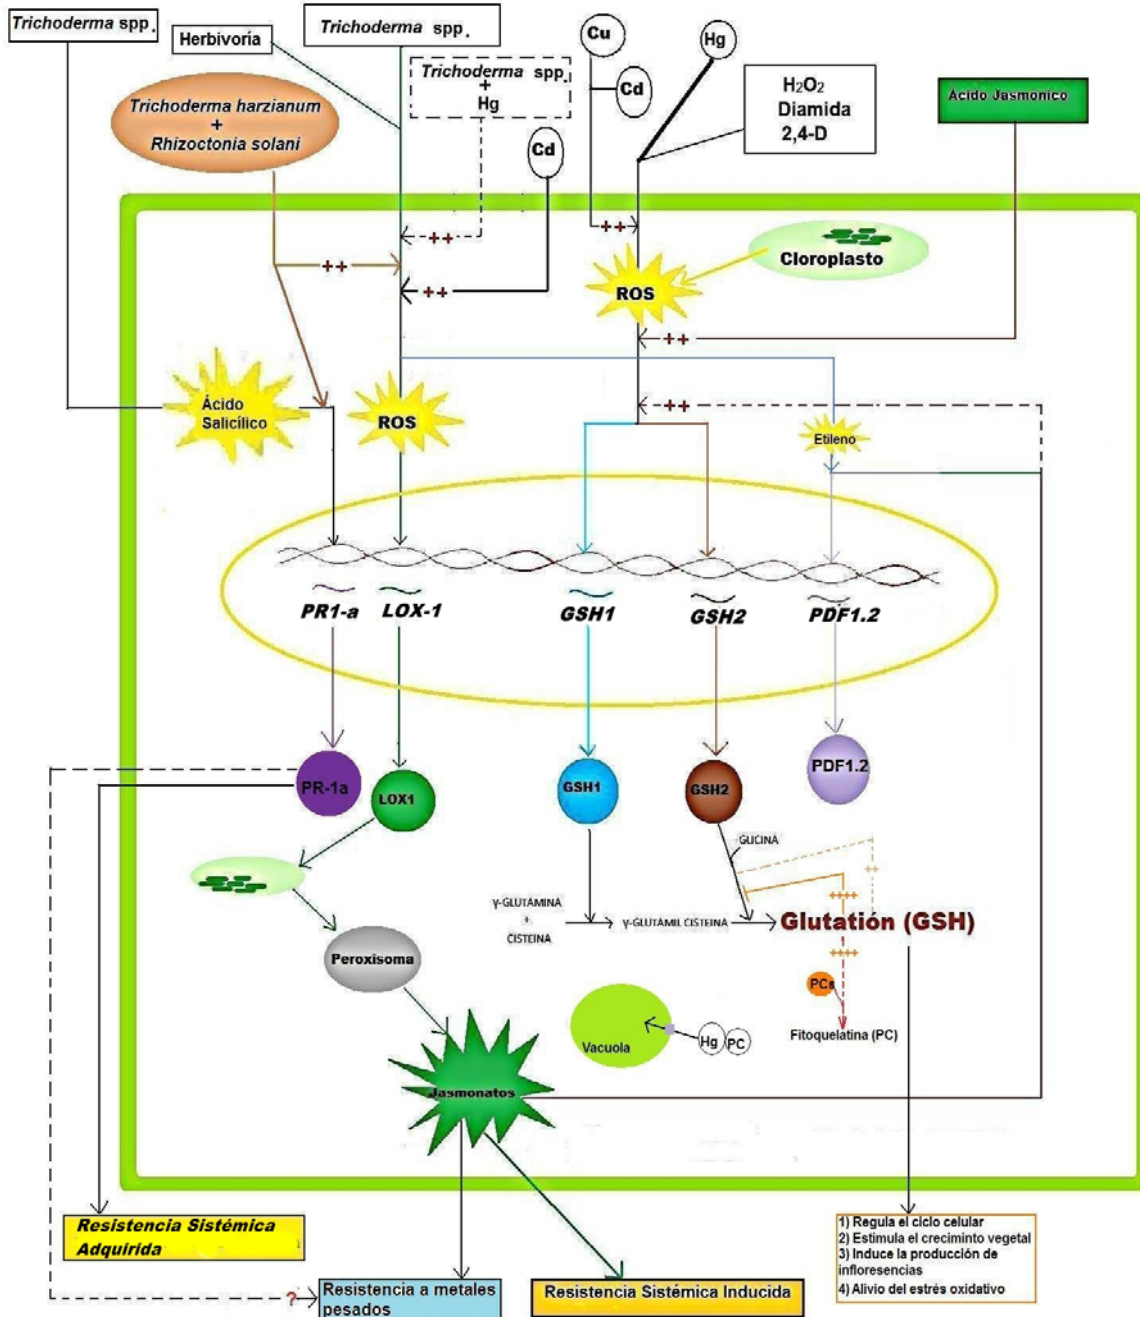 Trichoderma spp.
Herbivoría
Trichoderma spp.
Trichoderma spp.
+
Hg
Cu
Cd
Hg
H₂O₂
Diamida
2,4-D
Acido Jasmonico
Trichoderma harzianum
+
Rhizoctonia solani
Cd
++
++
++
++
Cloroplasto
ROS
++
++
Ácido
Salicílico
ROS
Etileno
PR1-a
LOX-1
GSH1
GSH2
PDF1.2
PR-1a
LOX1
GSH1
GSH2
PDF1.2
GLICINA
++
++++
γ-GLUTAMINA
+
CISTEINA
γ-GLUTAMIL CISTEINA
Glutatión (GSH)
++++
PCs
Fitoquelatina (PC)
Peroxisoma
Vacuola
Hg
PC
Jasmonatos
Resistencia Sistémica
Adquirida
?
Resistencia a metales
pesados
Resistencia Sistémica Inducida
1) Regula el ciclo celular
2) Estimula el creciminto vegetal
3) Induce la producción de
infloresencias
4) Alivio del estrés oxidativo